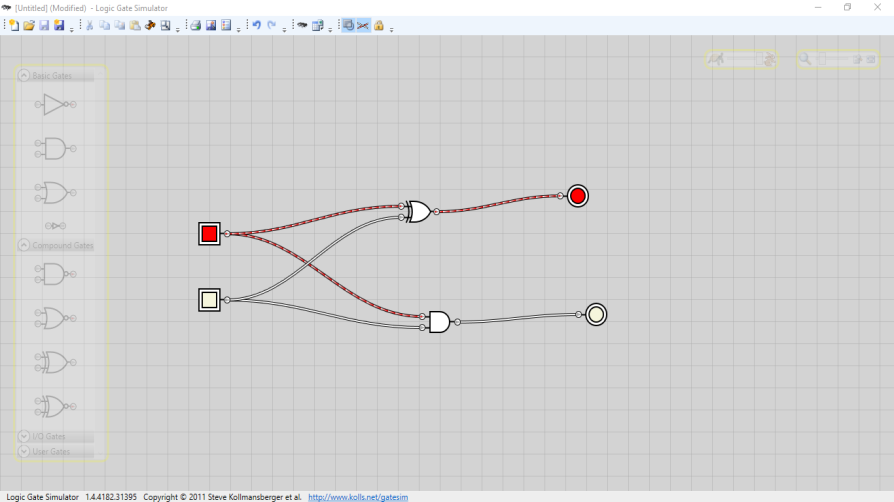 [Untitled] (Modified) - Logic Gate Simulator
Basic Gates
Compound Gates
I/O Gates
User Gates
Logic Gate Simulator 1.4.4182.31395 Copyright © 2011 Steve Kollmansberger et al. http://www.kolls.net/gatesim